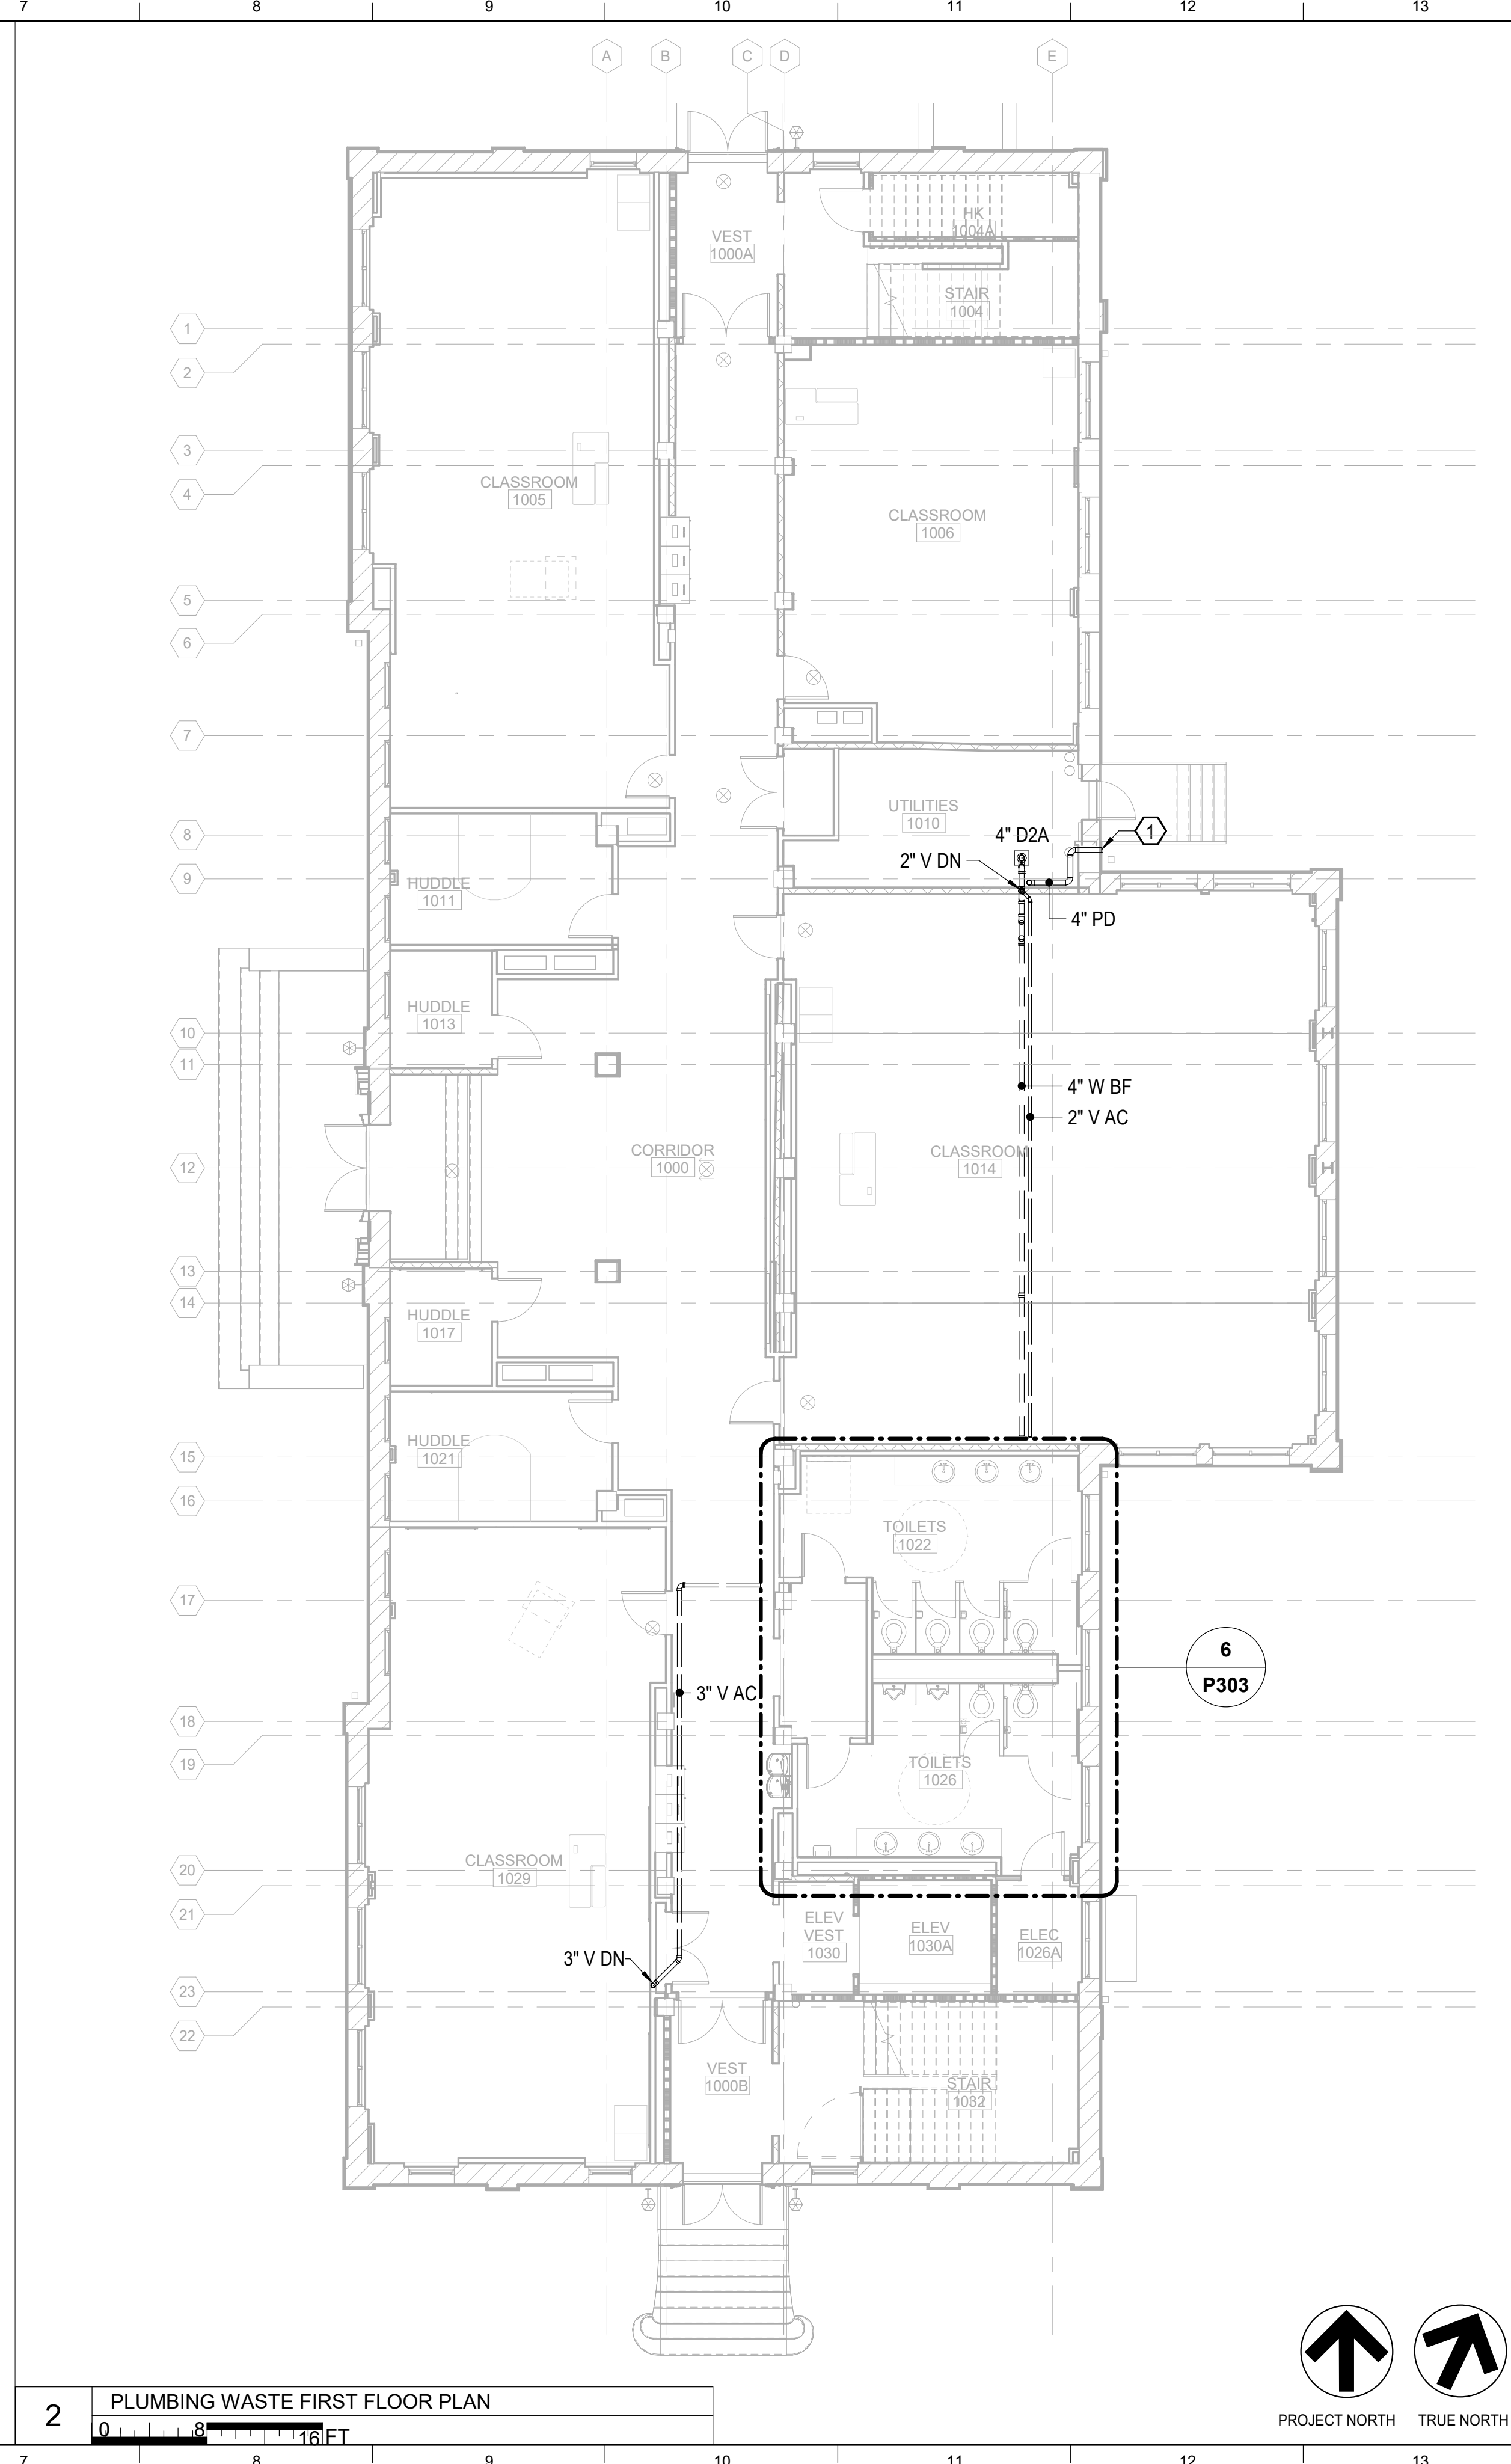 7 8 9 10 11 12 13
A B C D E
HK
1004A
VEST
1000A
STAIR
1004
1
2
3
4
CLASSROOM
1005
CLASSROOM
1006
5
6
7
UTILITIES
1010
8
4" D2A
1
2" V DN
9
HUDDLE
1011
4" PD
HUDDLE
1013
10
11
4" W BF
2" V AC
CORRIDOR
1000
CLASSROOM
1014
12
13
14
HUDDLE
1017
HUDDLE
1021
15
16
TOILETS
1022
17
6
P303
3" V AC
18
19
TOILETS
1026
20
21
CLASSROOM
1029
ELEV
VEST
1030
ELEV
1030A
ELEC
1026A
3" V DN
23
22
VEST
1000B
STAIR
1032
PROJECT NORTH TRUE NORTH
2 PLUMBING WASTE FIRST FLOOR PLAN
0 8 16 FT
7 8 9 10 11 12 13